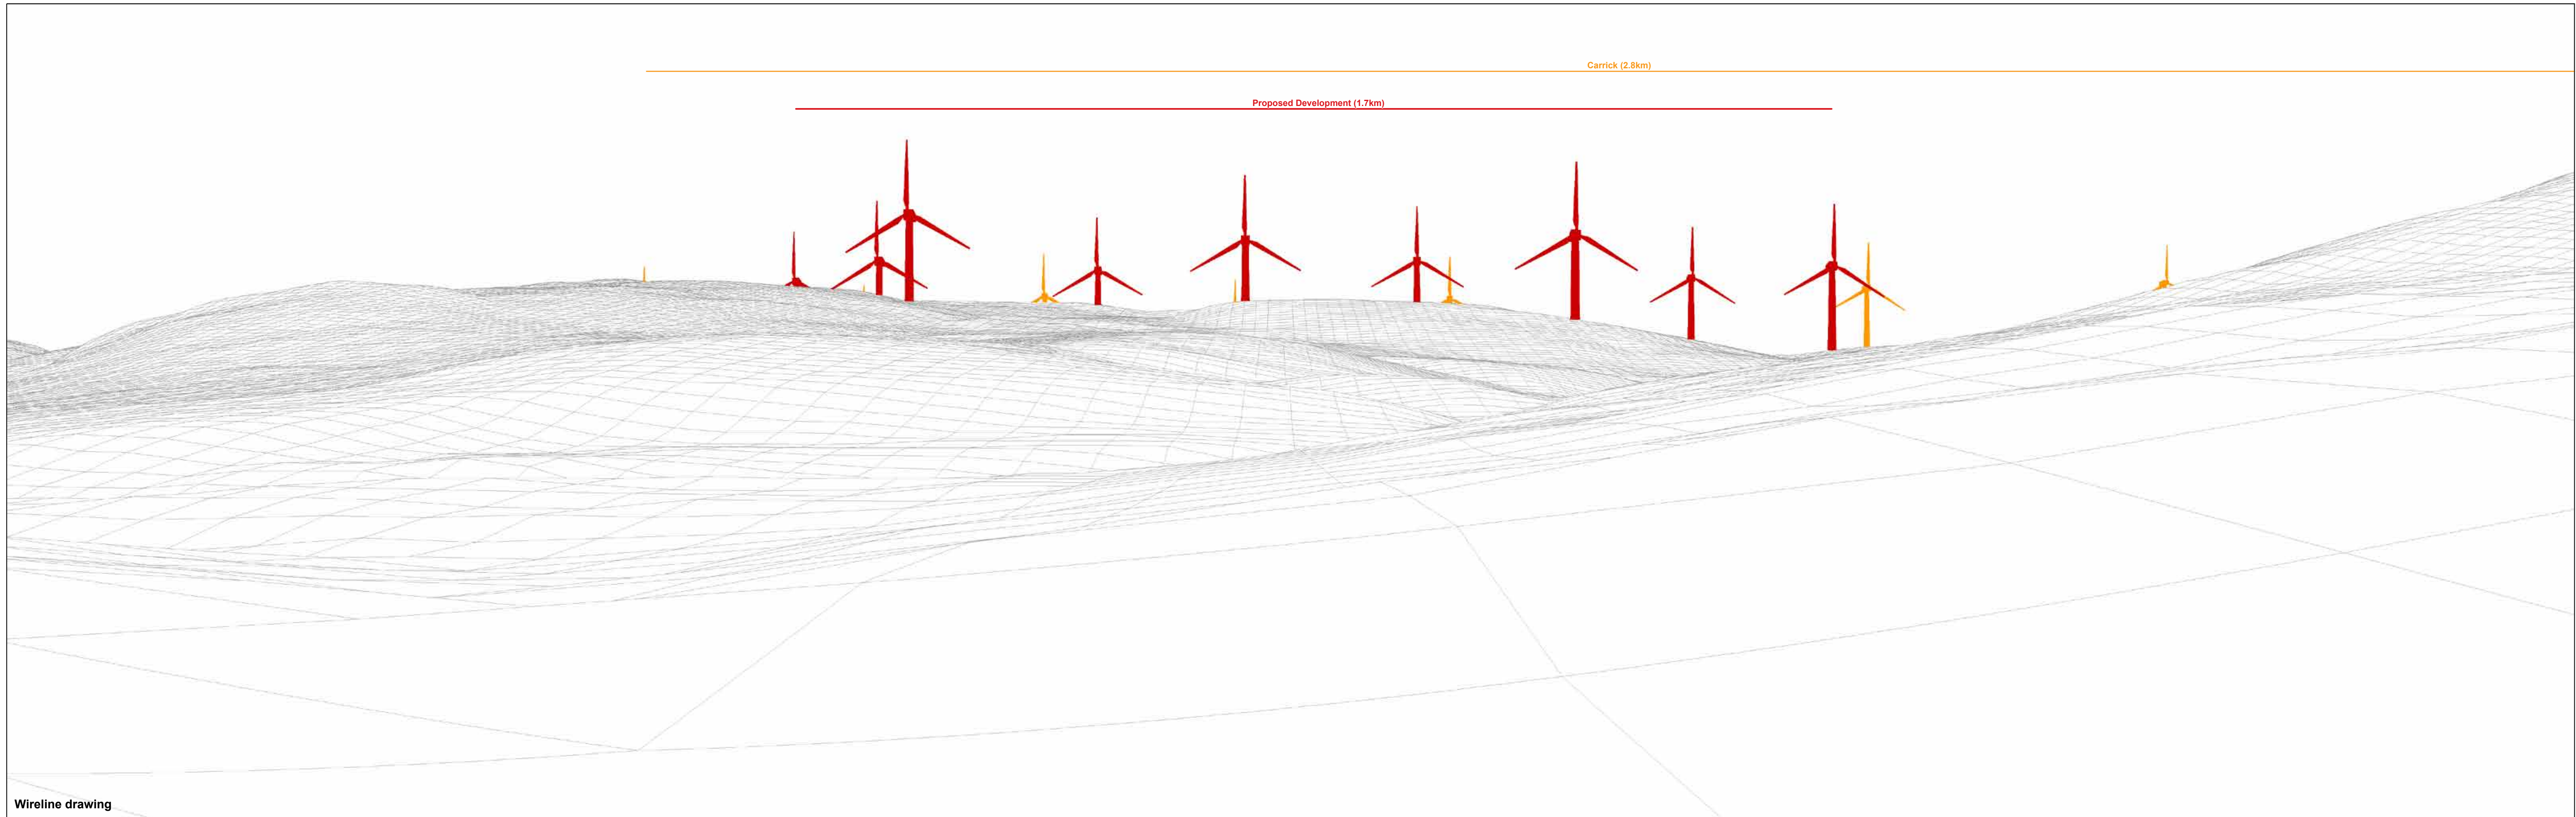 Carrick (2.8km)
Proposed Development (1.7km)
Wireline drawing